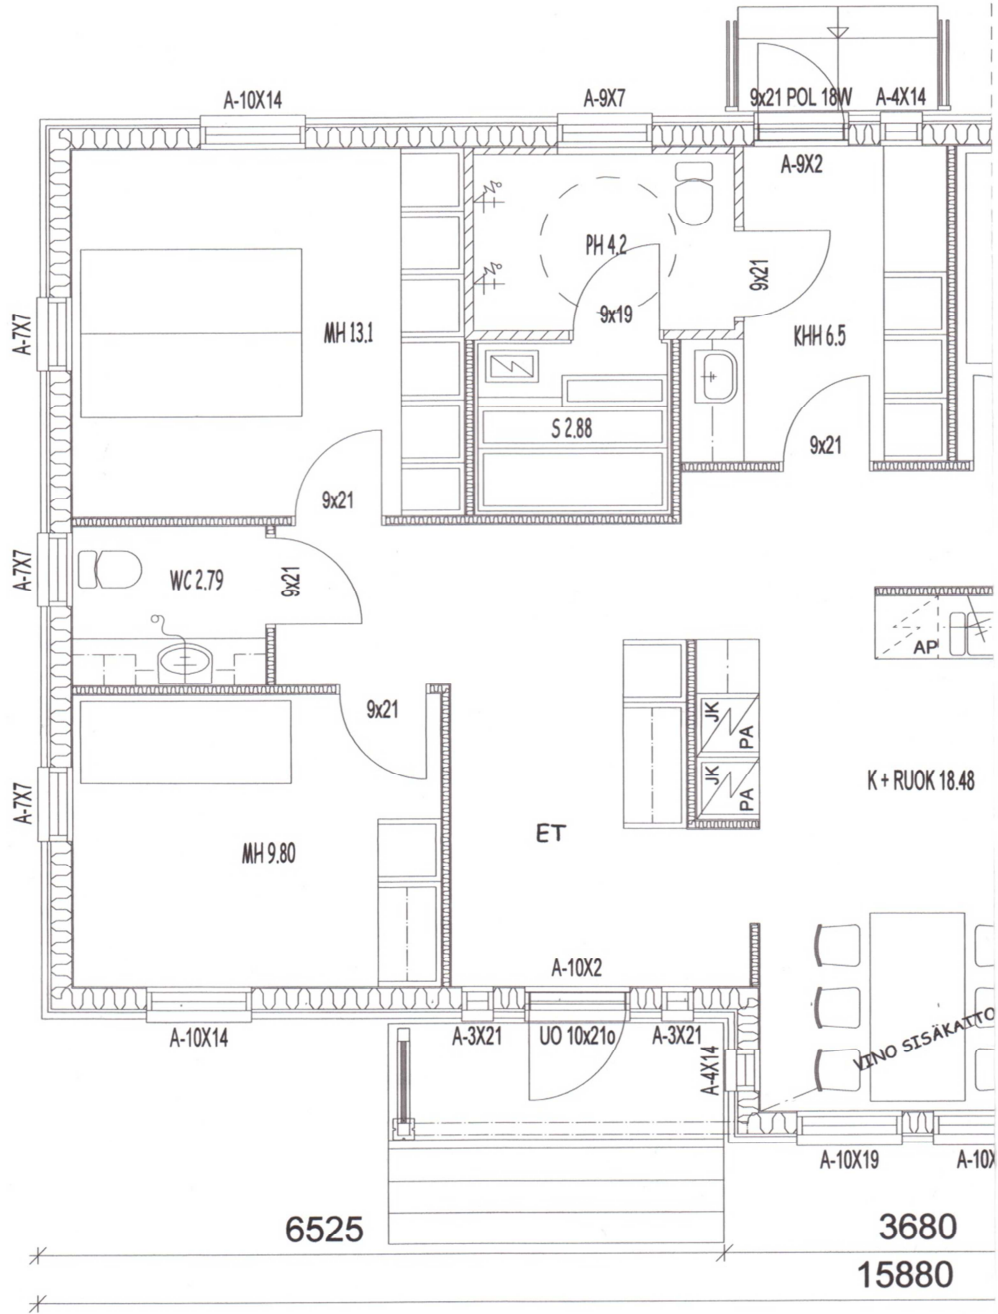 A-10X14
A-9X7
9x21 POL 18W
A-4X14
A-9X2
PH 4.2
9x21
9x19
A-7X7
MH 13.1
KHH 6.5
S 2.88
9x21
9x21
A-7X7
WC 2.79
9x21
AP
9x21
JK
PA
JK
PA
A-7X7
K + RUOK 18.48
ET
MH 9.80
A-10X2
A-10X14
A-3X21
UO 10x21o
A-3X21
A-4X14
VINO SISÄKAITTO
A-10X19
A-10X
6525
3680
15880